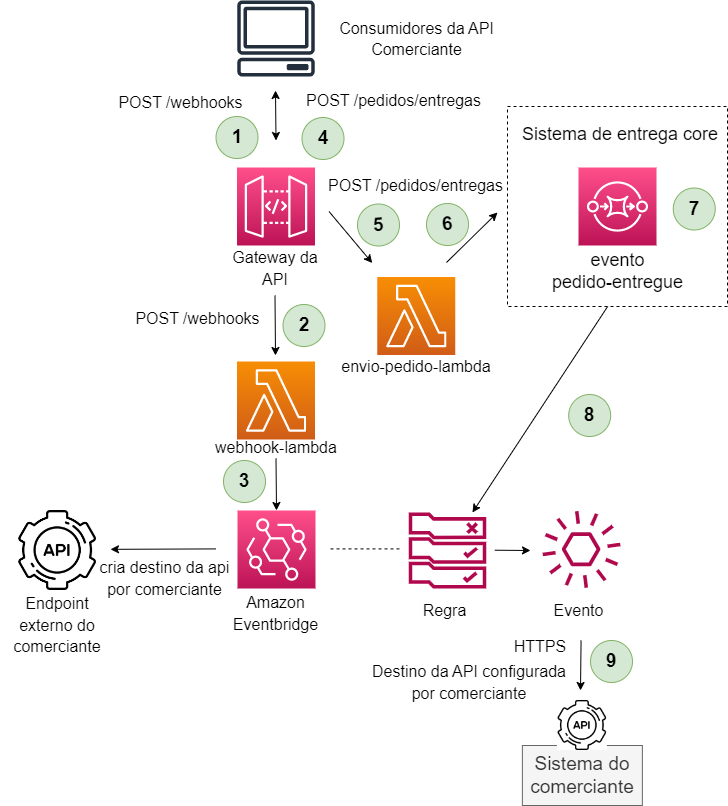 Consumidores da API
Comerciante
POST /webhooks
POST /pedidos/entregas
1
4
Sistema de entrega core
POST /pedidos/entregas
5
6
7
</>
Gateway da
API
evento
pedido-entregue
POST /webhooks
2
envio-pedido-lambda
8
webhook-lambda
3
API
cria destino da api
por comerciante
Endpoint
externo do
comerciante
Amazon
Eventbridge
Regra
Evento
HTTPS
9
Destino da API configurada
por comerciante
API
Sistema do
comerciante